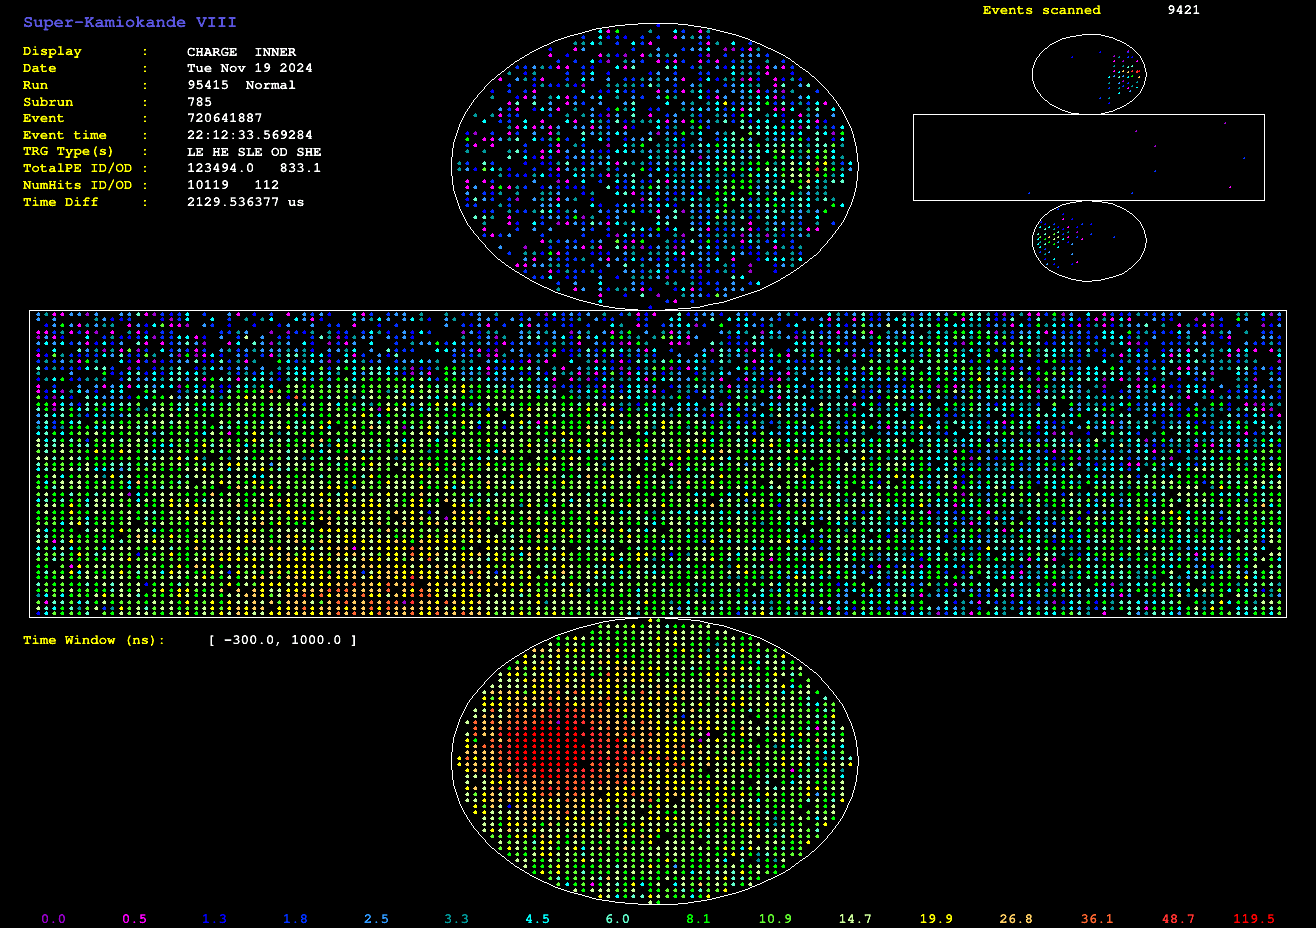 Super-Kamiokande VIII
Events scanned 9421
Display : CHARGE INNER
Date : Tue Nov 19 2024
Run : 95415 Normal
Subrun : 785
Event : 720641887
Event time : 22:12:33.569284
TRG Type(s) : LE HE SLE OD SHE
TotalPE ID/OD : 123494.0 833.1
NumHits ID/OD : 10119 112
Time Diff : 2129.536377 us
Time Window (ns): [ -300.0, 1000.0 ]
0.0 0.5 1.3 1.8 2.5 3.3 4.5 6.0 8.1 10.9 14.7 19.9 26.8 36.1 48.7 119.5